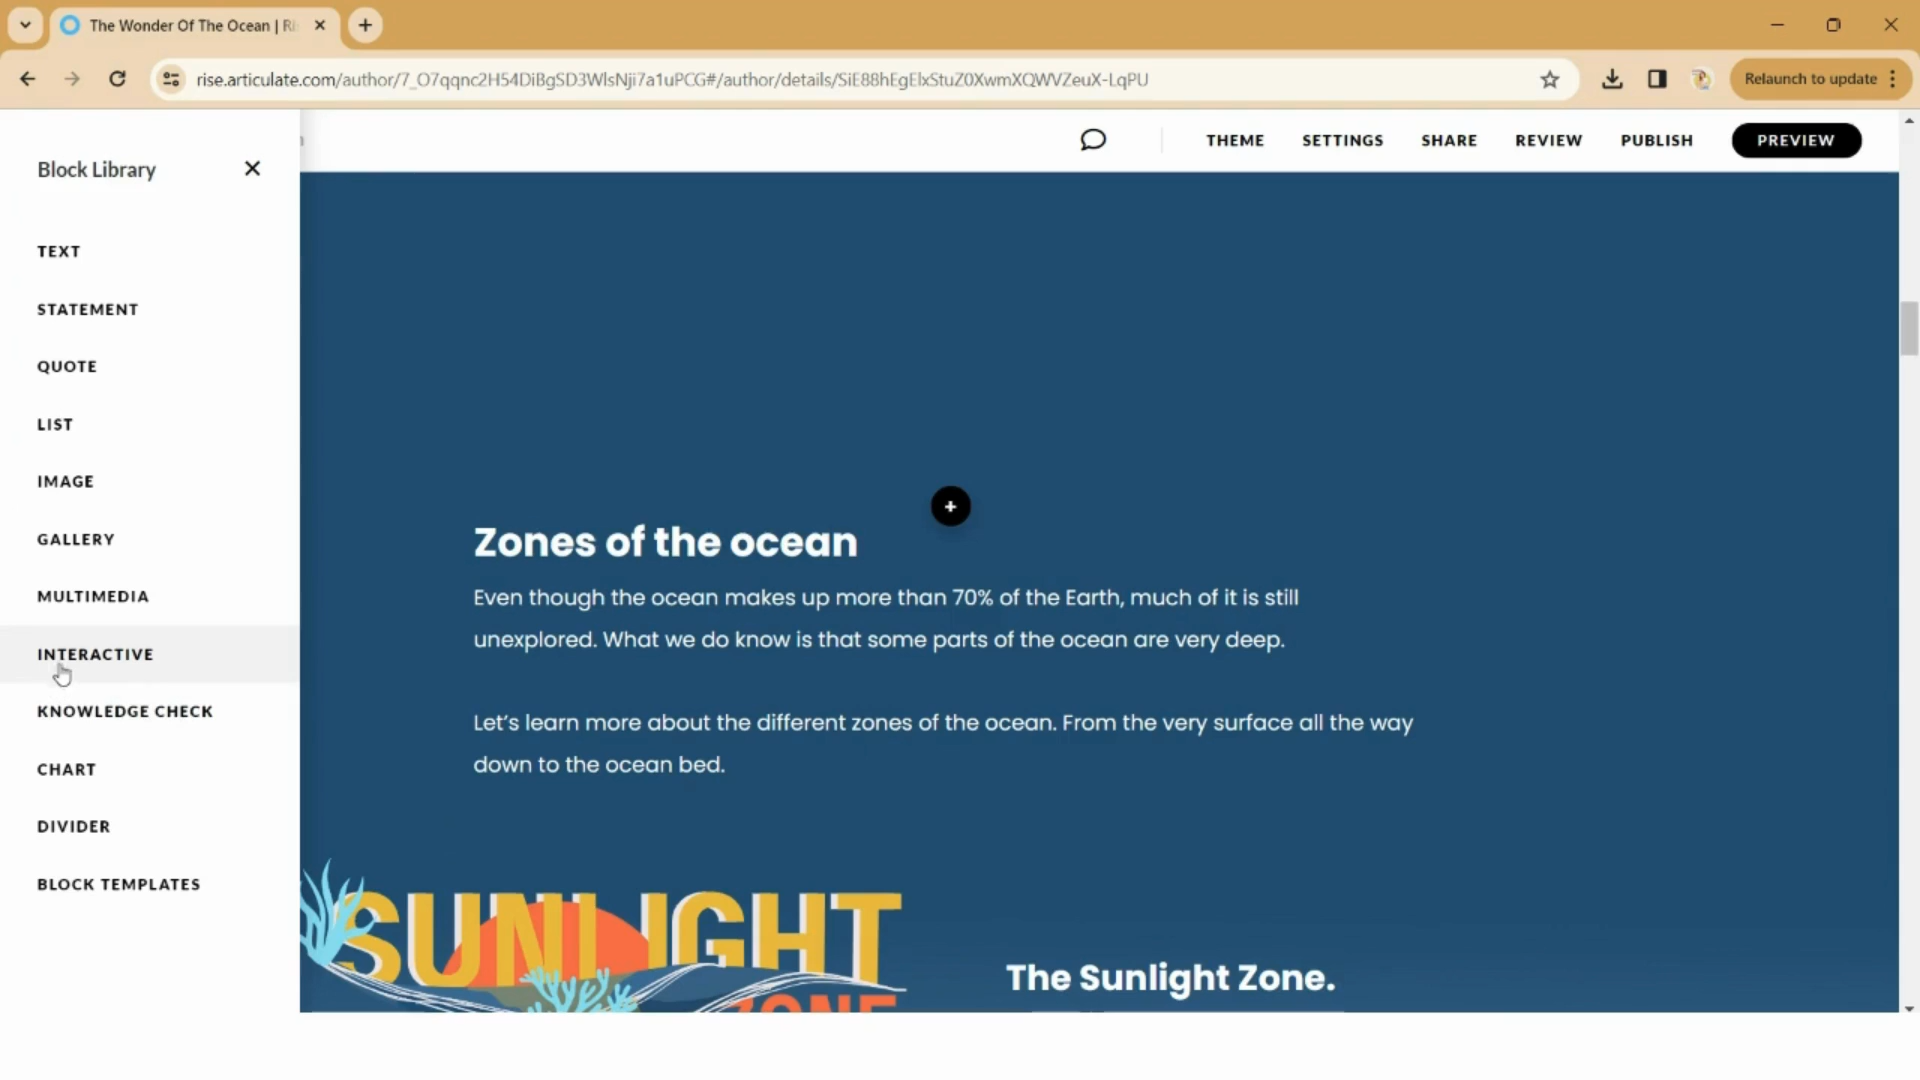 The Wonder Of The Ocean | Ri
rise.articulate.com/author/7_O7qqnc2H54DiBgSD3WlsNji7a1uPCG#/author/details/SiE88hEgElxStuZ0XwmXQWVZeuX-LqPU
Relaunch to update
Block Library
THEME SETTINGS SHARE REVIEW PUBLISH PREVIEW
TEXT
STATEMENT
QUOTE
LIST
IMAGE
GALLERY
MULTIMEDIA
INTERACTIVE
KNOWLEDGE CHECK
CHART
DIVIDER
BLOCK TEMPLATES
Zones of the ocean
Even though the ocean makes up more than 70% of the Earth, much of it is still
unexplored. What we do know is that some parts of the ocean are very deep.
Let's learn more about the different zones of the ocean. From the very surface all the way
down to the ocean bed.
SUNLIGHT
ZONE
The Sunlight Zone.